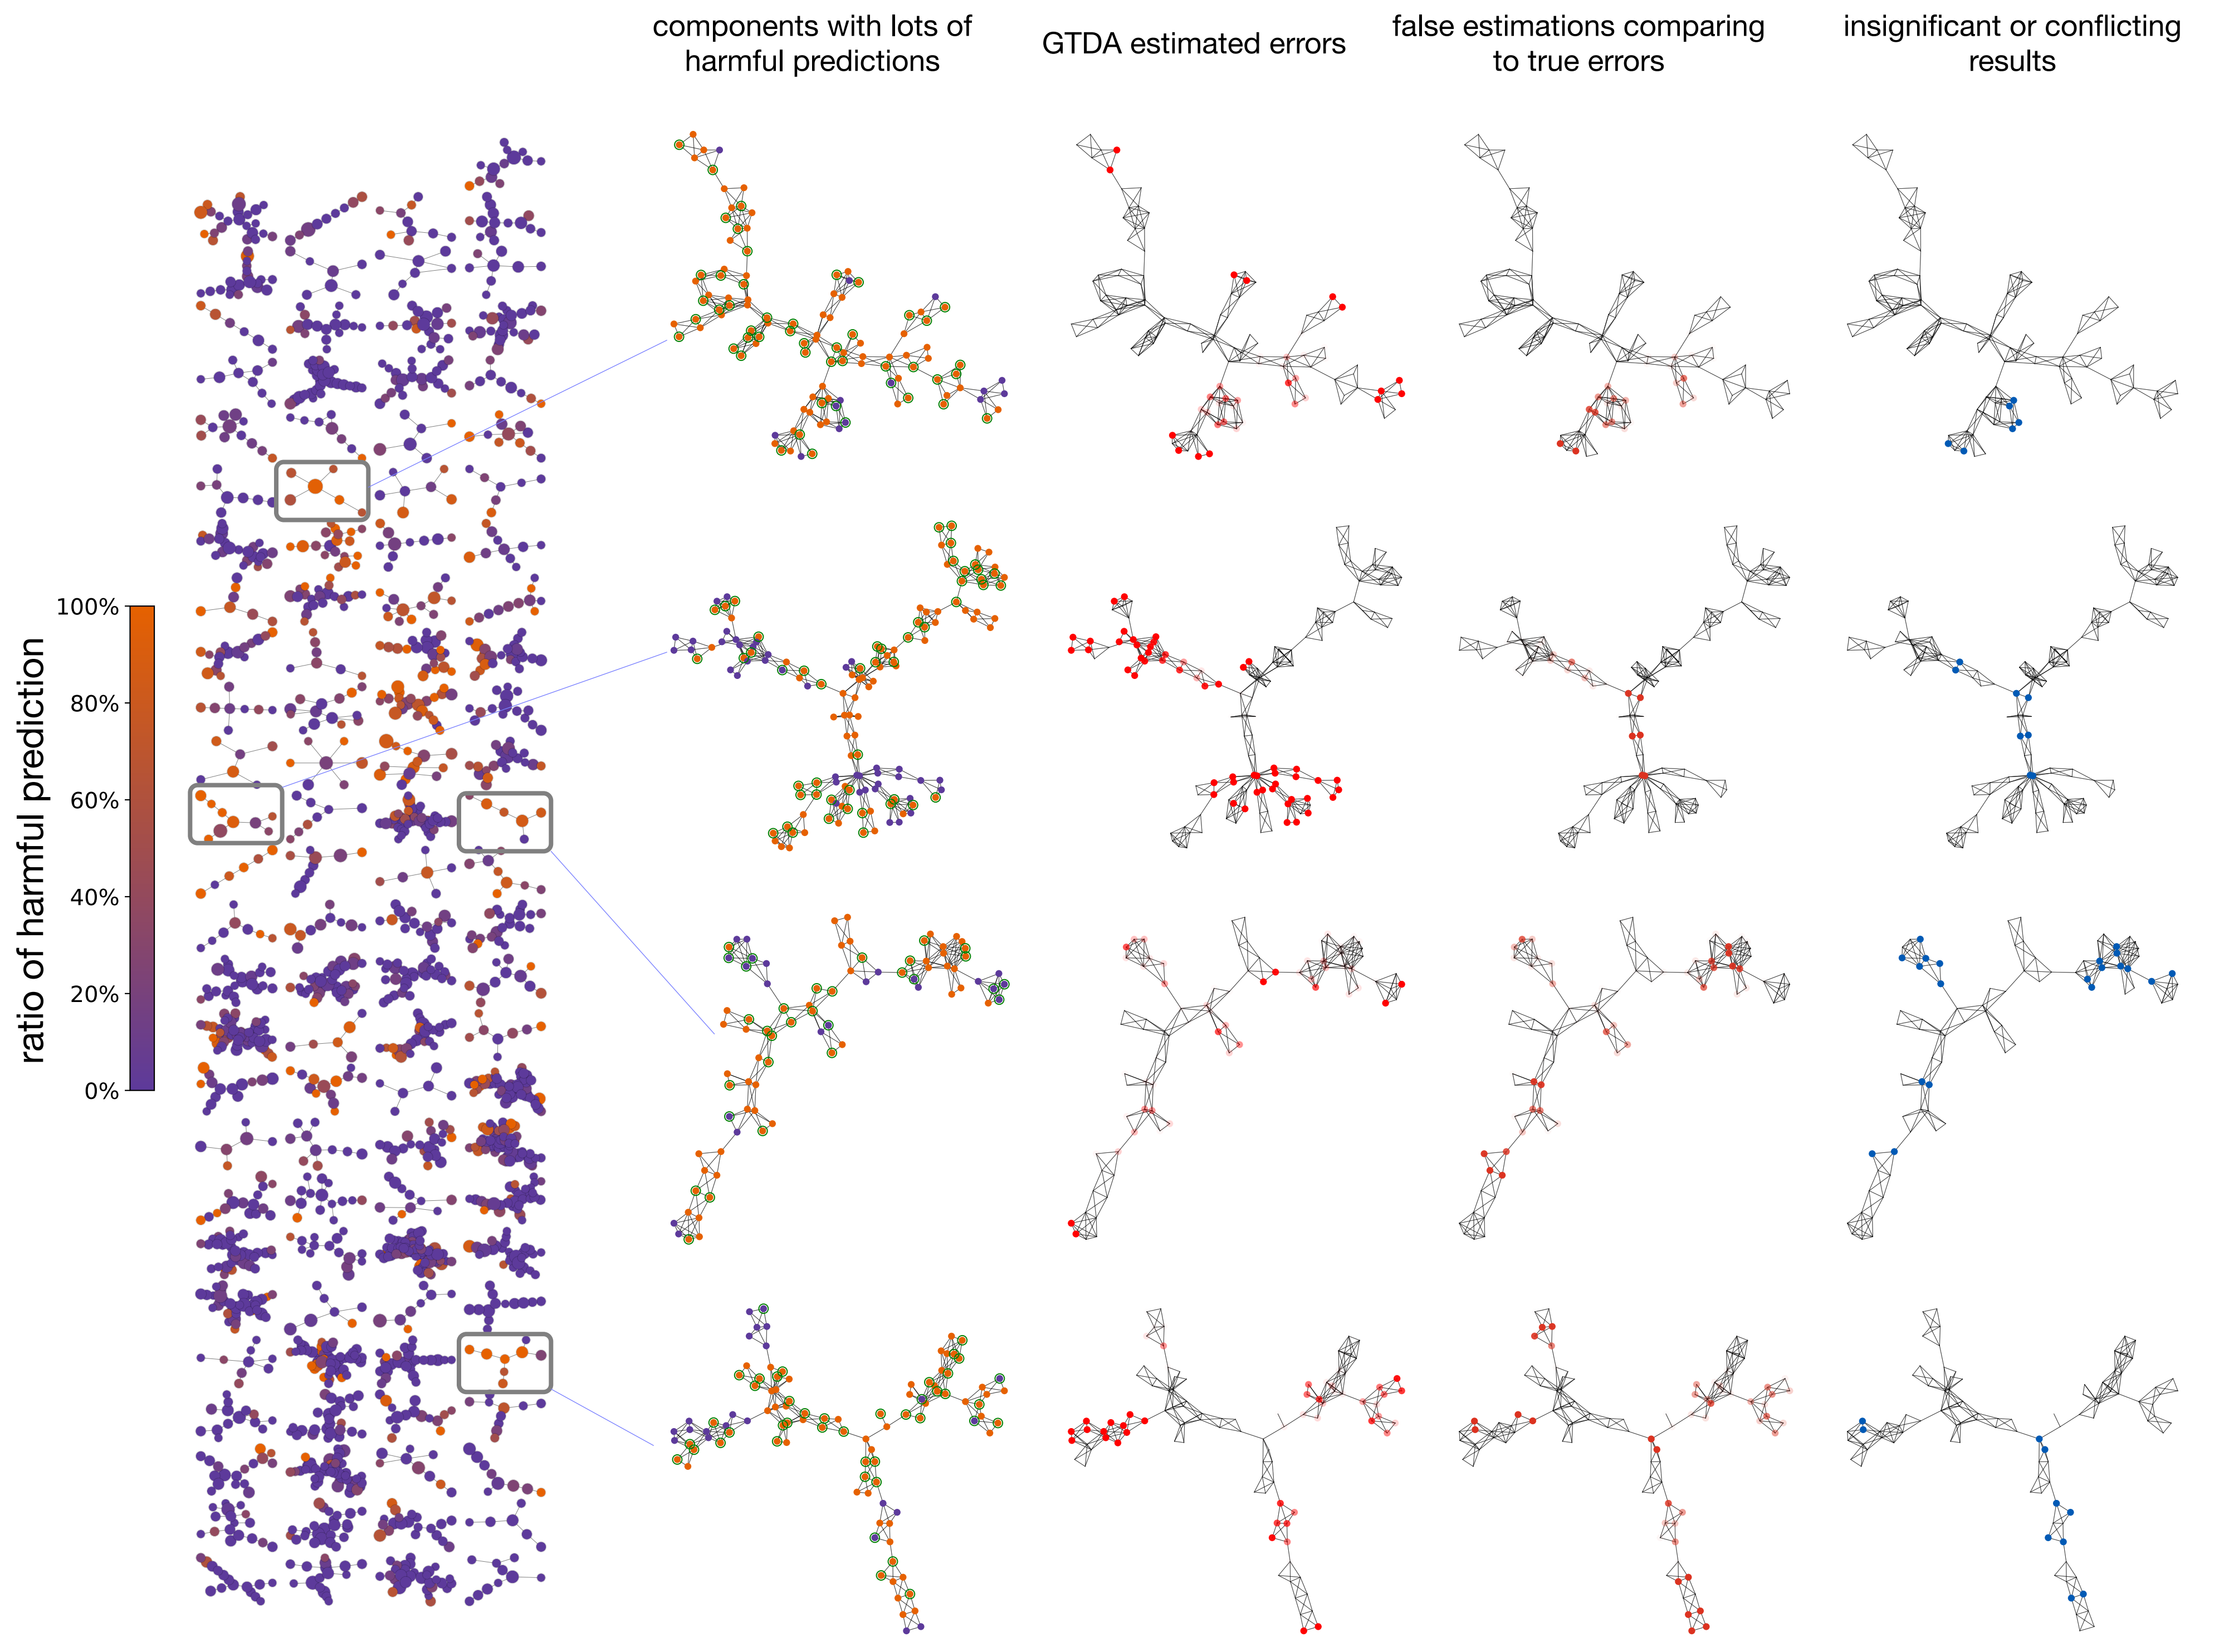 components with lots of
harmful predictions
GTDA estimated errors
false estimations comparing
to true errors
insignificant or conflicting
results
ratio of harmful prediction
100%
80%
60%
40%
20%
0%